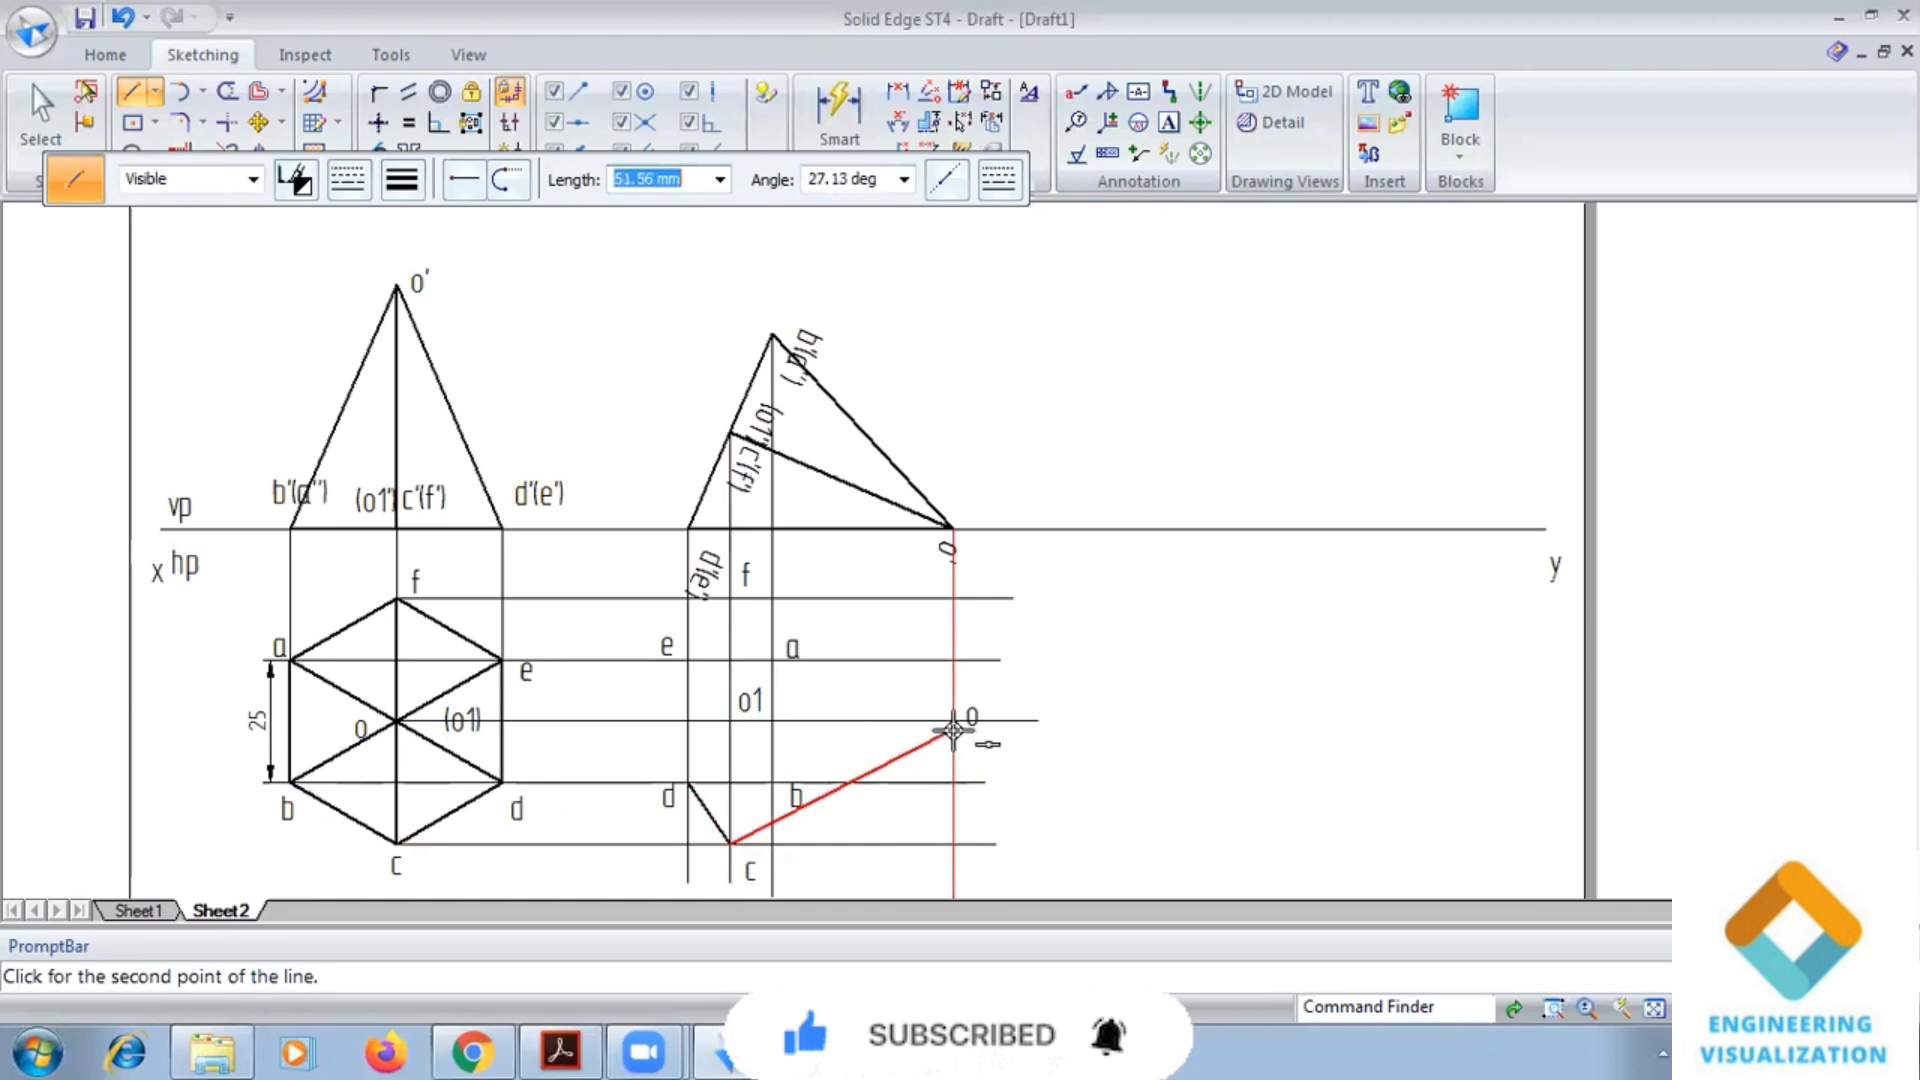 Solid Edge ST4 - Draft - [Draft1]
Home
Sketching
Inspect
Tools
View
Select
Smart
2D Model
Detail
Block
Annotation
Drawing Views
Insert
Blocks
Visible
Length:
51.56 mm
Angle:
27.13 deg
o'
b'(a')
(o1')
c'(f')
d'(e')
vp
x
hp
y
b'(a')
(o1')
c'(f')
d'(e')
o'
f
a
e
o
(o1)
b
d
c
25
f
e
a
o1
o
d
b
c
Sheet1
Sheet2
PromptBar
Click for the second point of the line.
Command Finder
SUBSCRIBED
ENGINEERING
VISUALIZATION